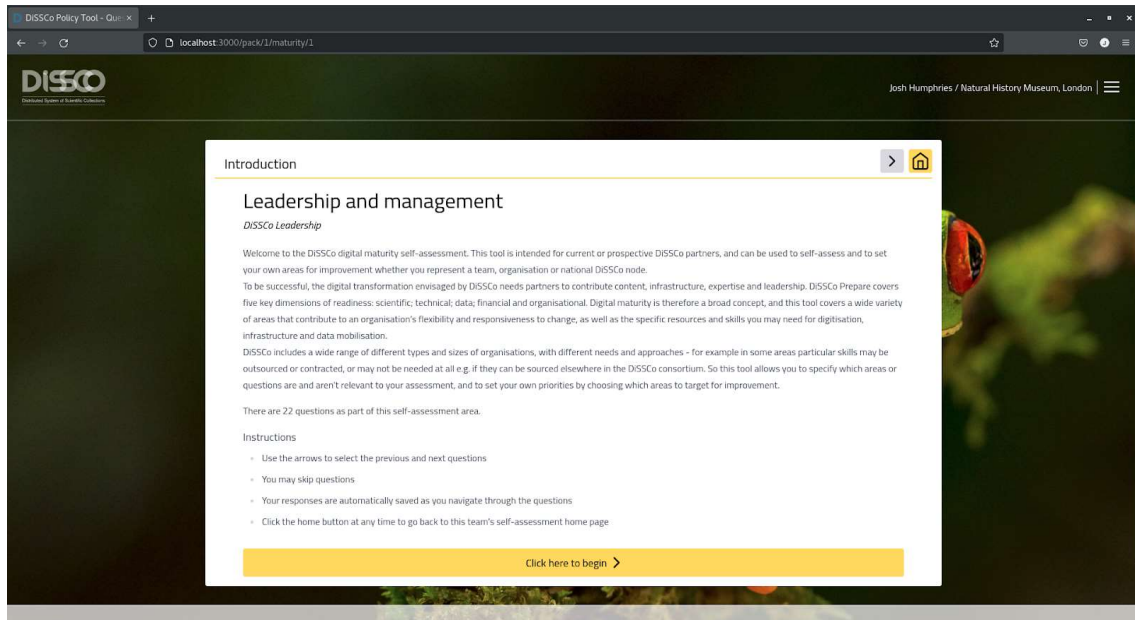 DiSSCo Policy Tool - Que
localhost:3000/pack/1/maturity/1
DiSSCo
Distributed System of Scientific Collections
Josh Humphries / Natural History Museum, London
Introduction
Leadership and management
DiSSCo Leadership
Welcome to the DiSSCo digital maturity self-assessment. This tool is intended for current or prospective DiSSCo partners, and can be used to self-assess and to set
your own areas for improvement whether you represent a team, organisation or national DiSSCo node.
To be successful, the digital transformation envisaged by DiSSCo needs partners to contribute content, infrastructure, expertise and leadership. DiSSCo Prepare covers
five key dimensions of readiness: scientific; technical; data; financial and organisational. Digital maturity is therefore a broad concept, and this tool covers a wide variety
of areas that contribute to an organisation's flexibility and responsiveness to change, as well as the specific resources and skills you may need for digitisation,
infrastructure and data mobilisation.
DiSSCo includes a wide range of different types and sizes of organisations, with different needs and approaches - for example in some areas particular skills may be
outsourced or contracted, or may not be needed at all e.g. if they can be sourced elsewhere in the DiSSCo consortium. So this tool allows you to specify which areas or
questions are and aren't relevant to your assessment, and to set your own priorities by choosing which areas to target for improvement.
There are 22 questions as part of this self-assessment area.
Instructions
Use the arrows to select the previous and next questions
You may skip questions
Your responses are automatically saved as you navigate through the questions
Click the home button at any time to go back to this team's self-assessment home page
Click here to begin